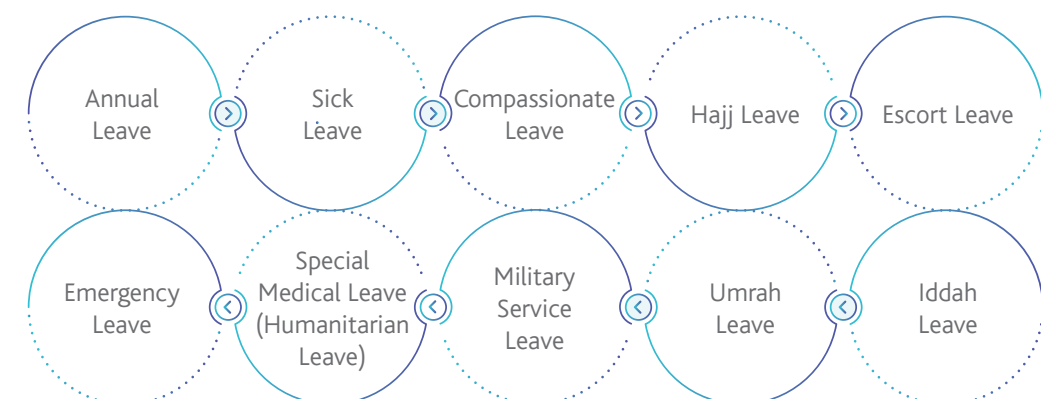 Annual
Leave
Sick
Leave
Compassionate
Leave
Hajj Leave
Escort Leave
Emergency
Leave
Special
Medical Leave
(Humanitarian
Leave)
Military
Service
Leave
Umrah
Leave
Iddah
Leave